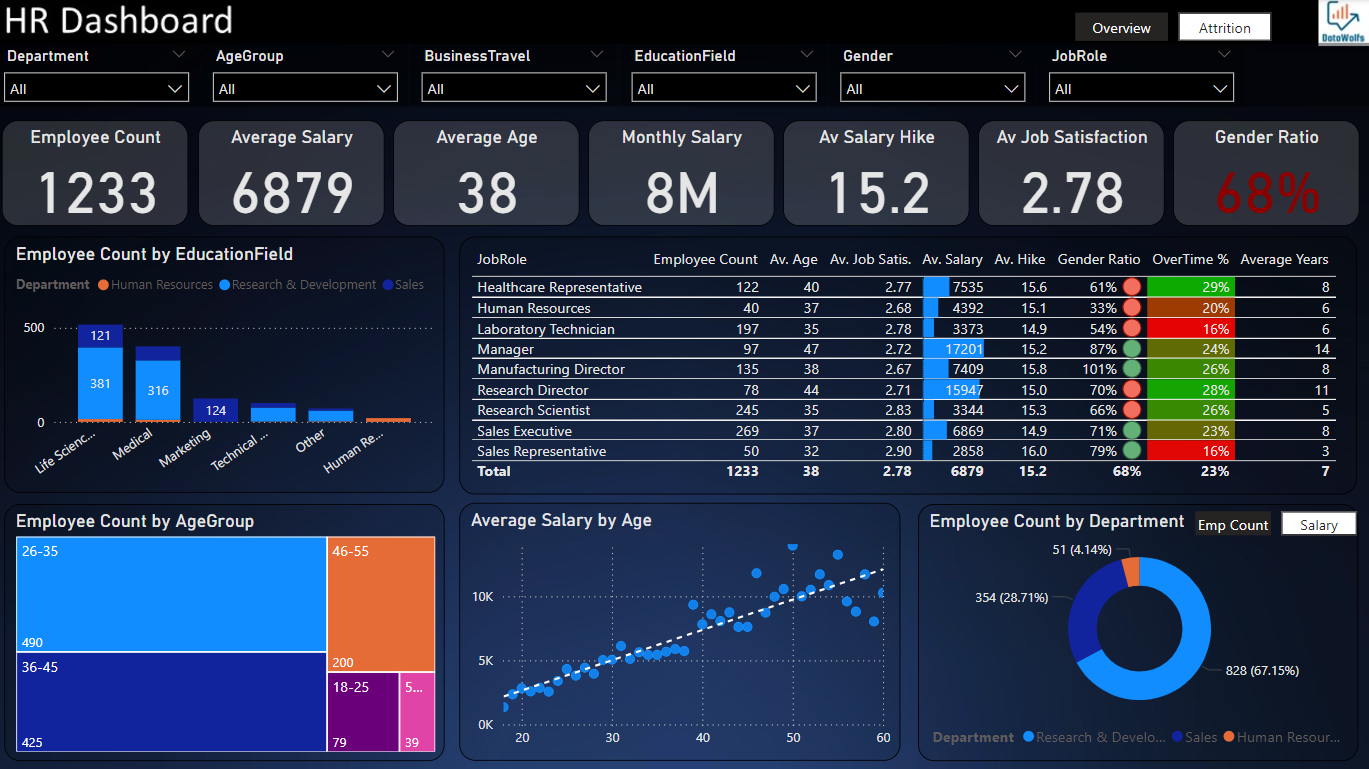 HR Dashboard
Overview
Attrition
DataWolfs
Department
AgeGroup
BusinessTravel
EducationField
Gender
JobRole
All
All
All
All
All
All
Employee Count
Average Salary
Average Age
Monthly Salary
Av Salary Hike
Av Job Satisfaction
Gender Ratio
1233
6879
38
8M
15.2
2.78
68%
Employee Count by EducationField
Department Human Resources Research & Development Sales
500
0
121
381
316
124
Life Scienc...
Medical
Marketing
Technical ...
Other
Human Re...
JobRole Employee Count Av. Age Av. Job Satis. Av. Salary Av. Hike Gender Ratio OverTime % Average Years
Healthcare Representative 122 40 2.77 7535 15.6 61% 29% 8
Human Resources 40 37 2.68 4392 15.1 33% 20% 6
Laboratory Technician 197 35 2.78 3373 14.9 54% 16% 6
Manager 97 47 2.72 17201 15.2 87% 24% 14
Manufacturing Director 135 38 2.67 7409 15.8 101% 26% 8
Research Director 78 44 2.71 15947 15.0 70% 28% 11
Research Scientist 245 35 2.83 3344 15.3 66% 26% 5
Sales Executive 269 37 2.80 6869 14.9 71% 23% 8
Sales Representative 50 32 2.90 2858 16.0 79% 16% 3
Total 1233 38 2.78 6879 15.2 68% 23% 7
Employee Count by AgeGroup
26-35
490
36-45
425
46-55
200
18-25
79
5...
39
Average Salary by Age
10K
5K
0K
20 30 40 50 60
Employee Count by Department
Emp Count
Salary
51 (4.14%)
354 (28.71%)
828 (67.15%)
Department Research & Develo... Sales Human Resour...